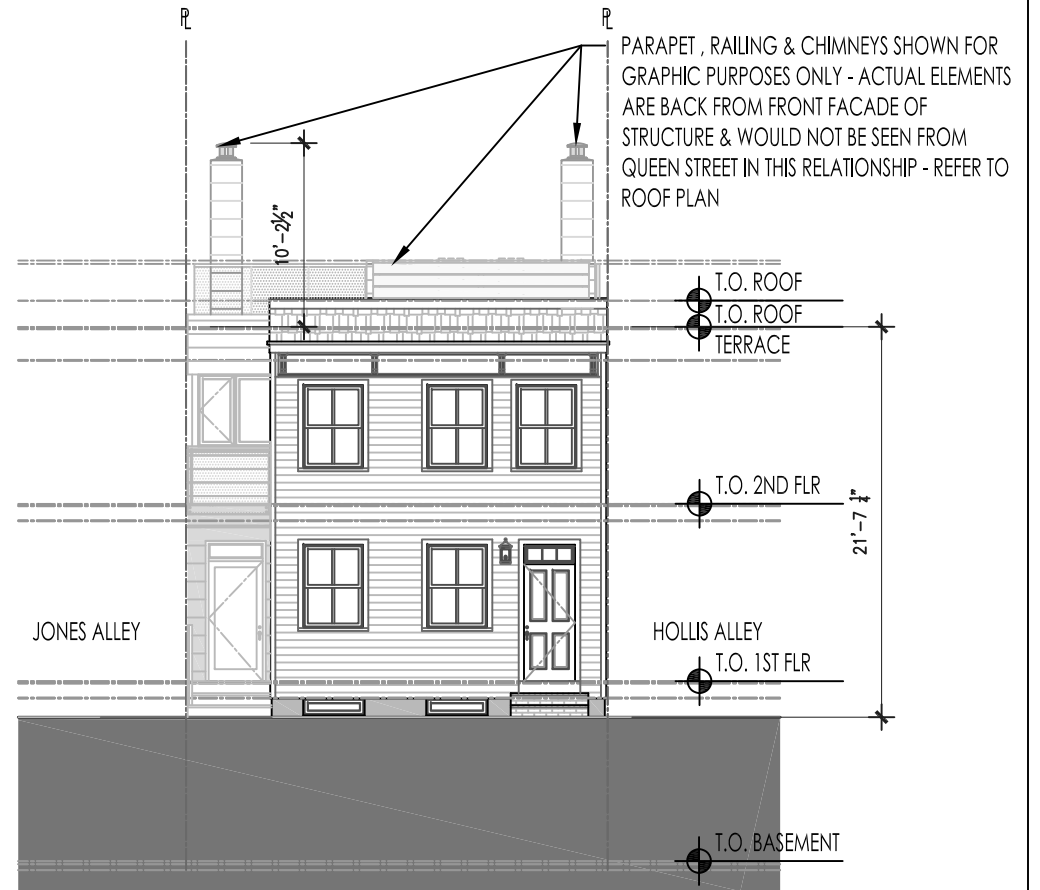 PL
PL
PARAPET , RAILING & CHIMNEYS SHOWN FOR
GRAPHIC PURPOSES ONLY - ACTUAL ELEMENTS
ARE BACK FROM FRONT FACADE OF
STRUCTURE & WOULD NOT BE SEEN FROM
QUEEN STREET IN THIS RELATIONSHIP - REFER TO
ROOF PLAN
10'-2½"
T.O. ROOF
T.O. ROOF
TERRACE
T.O. 2ND FLR
21'-7 ¼"
JONES ALLEY
HOLLIS ALLEY
T.O. 1ST FLR
T.O. BASEMENT